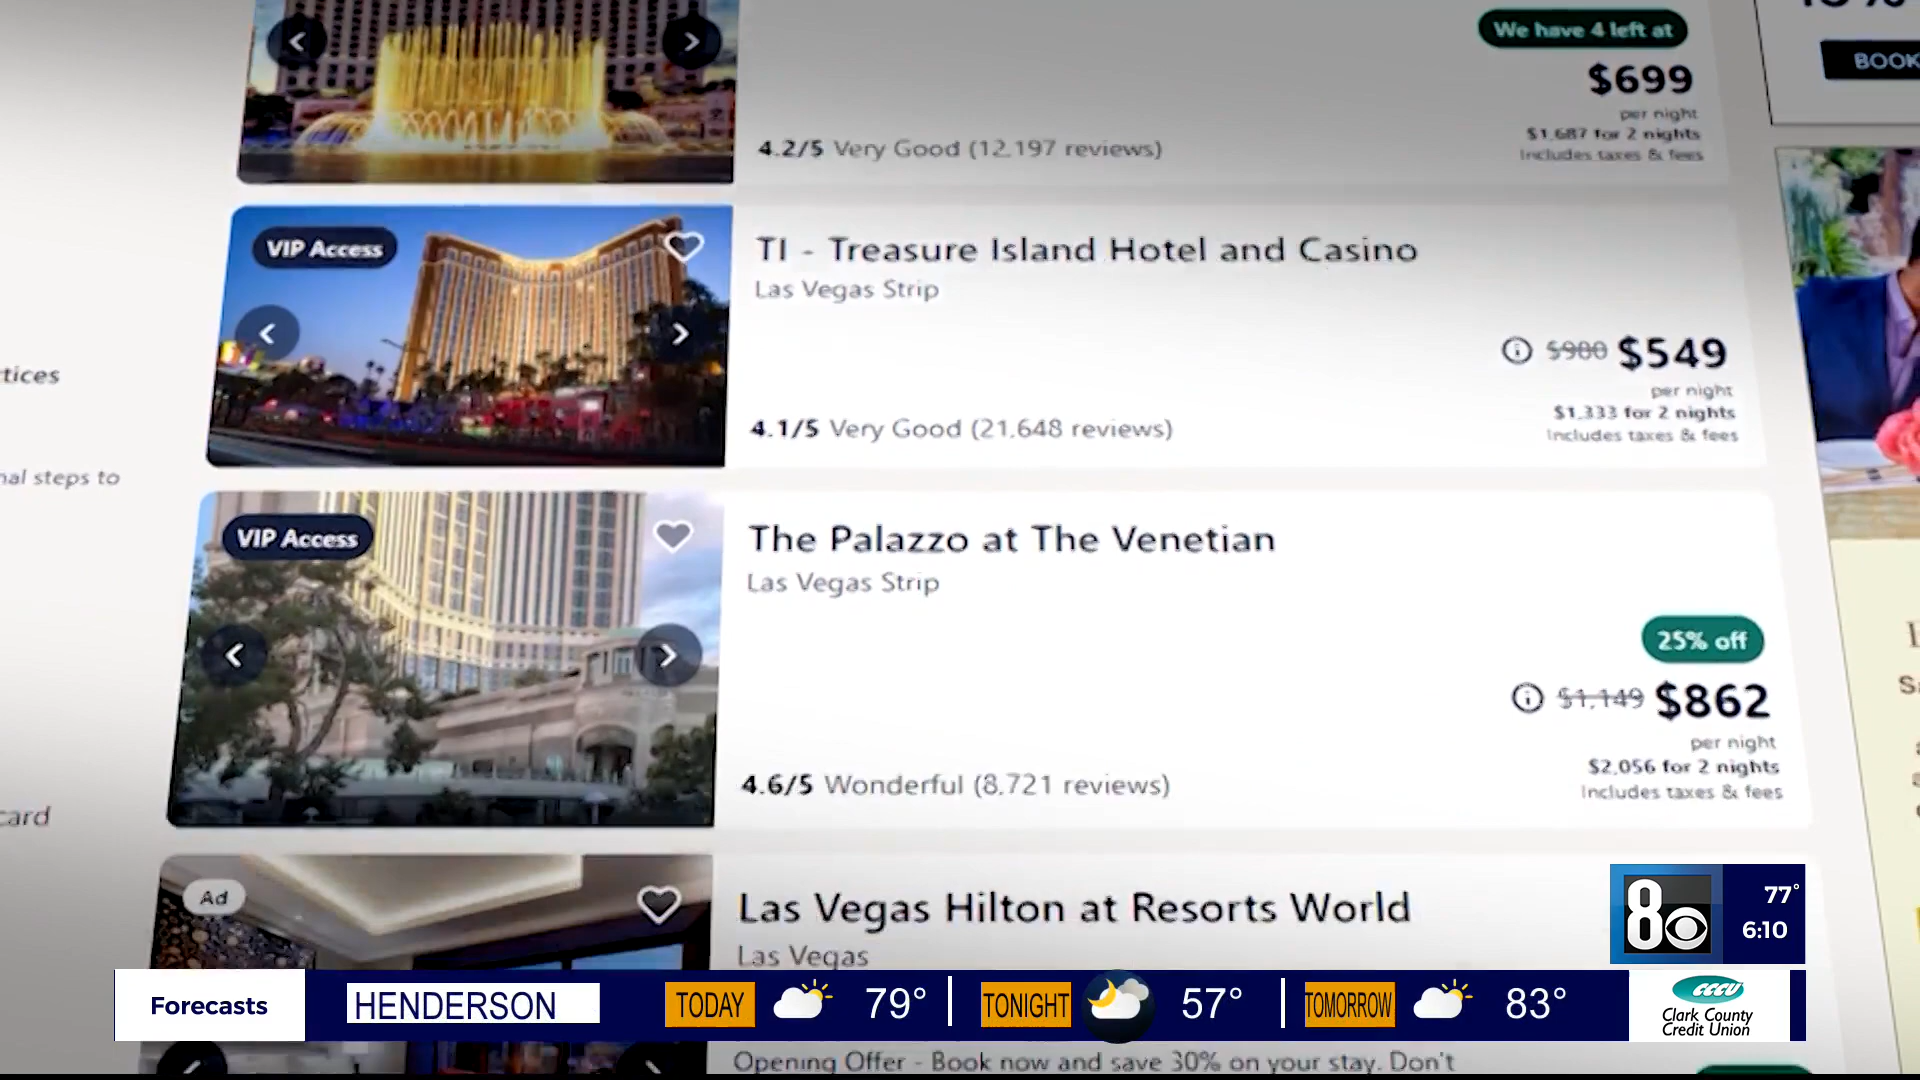 We have 4 left at
$699
per night
$1,687 for 2 nights
Includes taxes & fees
4.2/5 Very Good (12,197 reviews)
BOOK
VIP Access
TI - Treasure Island Hotel and Casino
Las Vegas Strip
$900 $549
per night
$1,333 for 2 nights
Includes taxes & fees
4.1/5 Very Good (21,648 reviews)
tices
nal steps to
VIP Access
The Palazzo at The Venetian
Las Vegas Strip
25% off
$1,149 $862
per night
$2,056 for 2 nights
Includes taxes & fees
4.6/5 Wonderful (8,721 reviews)
card
Ad
Las Vegas Hilton at Resorts World
Las Vegas
8
77°
6:10
Forecasts
HENDERSON
TODAY 79°
TONIGHT 57°
TOMORROW 83°
CCCU
Clark County
Credit Union
Opening Offer - Book now and save 30% on your stay. Don't